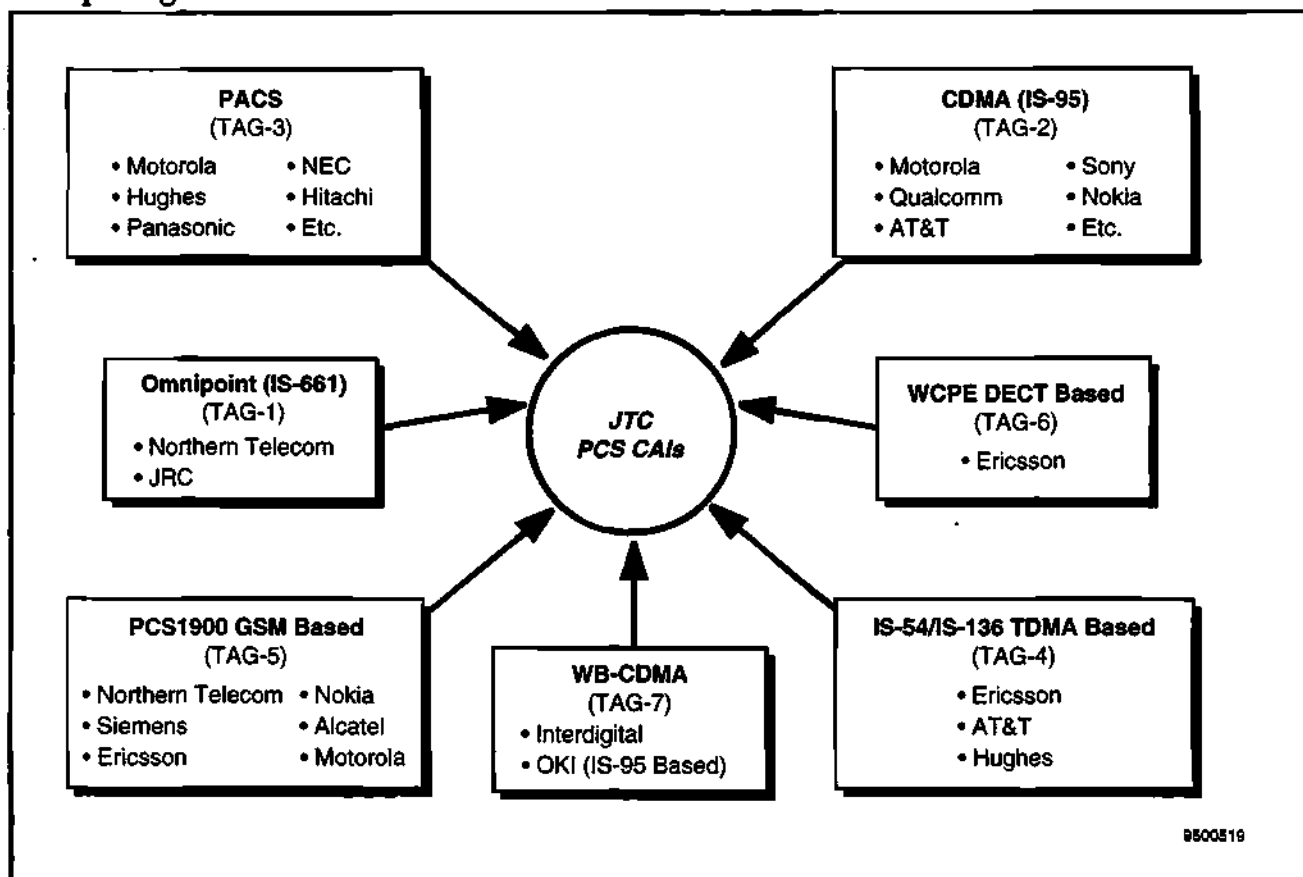 PACS
(TAG-3)
• Motorola
• Hughes
• Panasonic
• NEC
• Hitachi
• Etc.
CDMA (IS-95)
(TAG-2)
• Motorola
• Qualcomm
• AT&T
• Sony
• Nokia
• Etc.
Omnipoint (IS-661)
(TAG-1)
• Northern Telecom
• JRC
JTC
PCS CAIs
WCPE DECT Based
(TAG-6)
• Ericsson
PCS1900 GSM Based
(TAG-5)
• Northern Telecom
• Siemens
• Ericsson
• Nokia
• Alcatel
• Motorola
WB-CDMA
(TAG-7)
• Interdigital
• OKI (IS-95 Based)
IS-54/IS-136 TDMA Based
(TAG-4)
• Ericsson
• AT&T
• Hughes
9500519